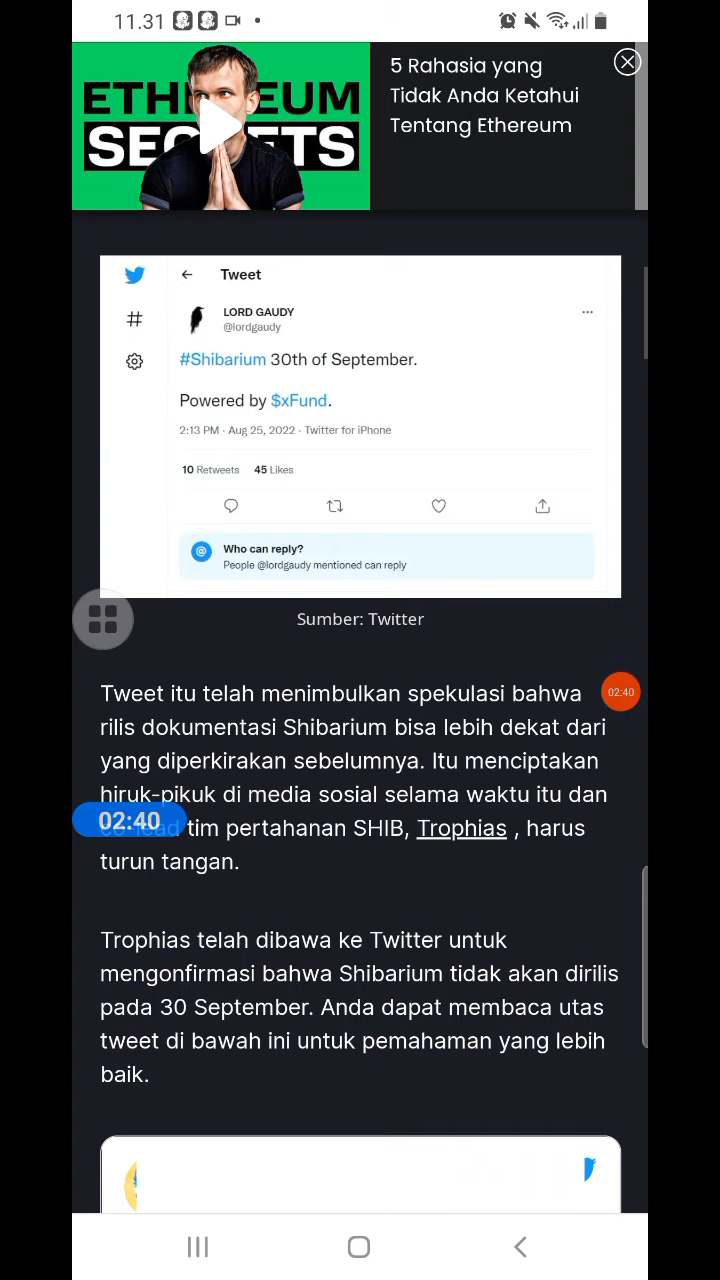 11.31
5 Rahasia yang
Tidak Anda Ketahui
Tentang Ethereum
Tweet
LORD GAUDY
@lordgaudy
#Shibarium 30th of September.
Powered by $xFund.
2:13 PM · Aug 25, 2022 · Twitter for iPhone
10 Retweets 45 Likes
Who can reply?
People @lordgaudy mentioned can reply
Sumber: Twitter
Tweet itu telah menimbulkan spekulasi bahwa
02:40
rilis dokumentasi Shibarium bisa lebih dekat dari
yang diperkirakan sebelumnya. Itu menciptakan
hiruk-pikuk di media sosial selama waktu itu dan
02:40
tim pertahanan SHIB, Trophias , harus
turun tangan.
Trophias telah dibawa ke Twitter untuk
mengonfirmasi bahwa Shibarium tidak akan dirilis
pada 30 September. Anda dapat membaca utas
tweet di bawah ini untuk pemahaman yang lebih
baik.